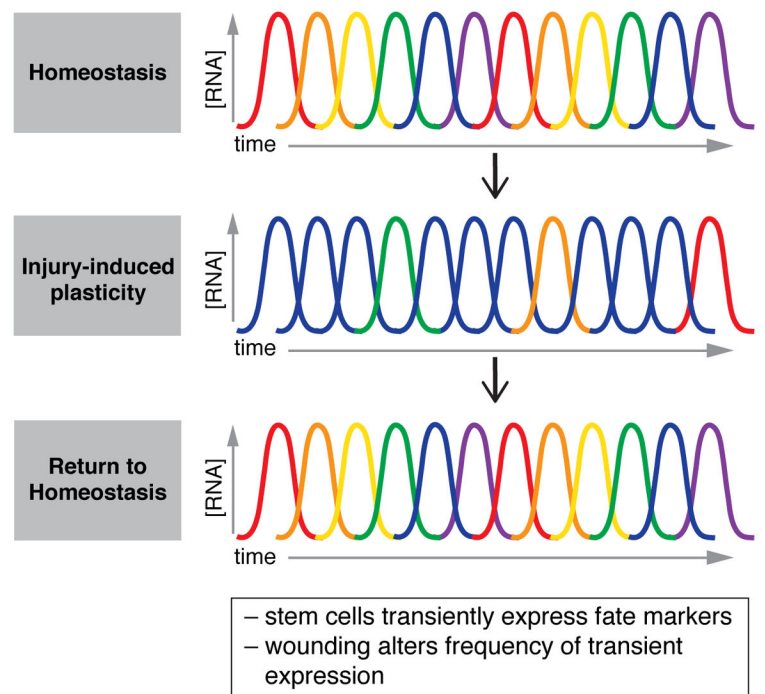 Homeostasis
[RNA]
time
Injury-induced
plasticity
[RNA]
time
Return to
Homeostasis
[RNA]
time
– stem cells transiently express fate markers
– wounding alters frequency of transient
expression